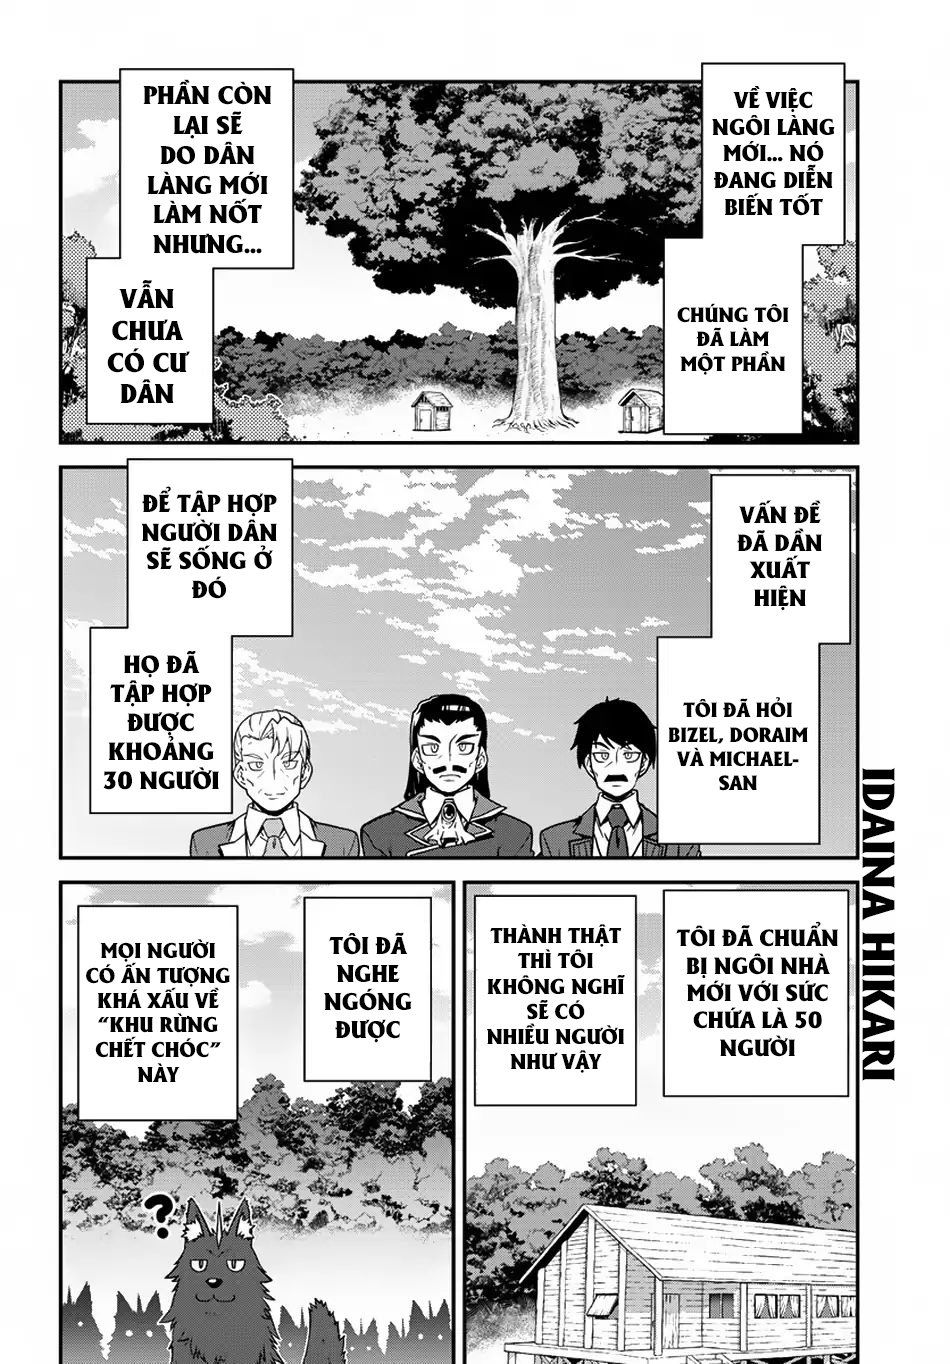 VỀ VIỆC
NGÔI LÀNG
MỚI... NÓ
ĐANG DIỄN
BIẾN TỐT
CHÚNG TÔI
ĐÃ LÀM
MỘT PHẦN
PHẦN CÒN
LẠI SẼ
DO DÂN
LÀNG MỚI
LÀM NỐT
NHƯNG...
VẪN
CHƯA
CÓ CƯ
DÂN
VẤN ĐỀ
ĐÃ DẦN
XUẤT
HIỆN
TÔI ĐÃ HỎI
BIZEL, DORAIM
VÀ MICHAEL-
SAN
ĐỂ TẬP HỢP
NGƯỜI DÂN
SẼ SỐNG Ở
ĐÓ
HỌ ĐÃ
TẬP HỢP
ĐƯỢC
KHOẢNG
30 NGƯỜI
IDAINA HIKARI
TÔI ĐÃ CHUẨN
BỊ NGÔI NHÀ
MỚI VỚI SỨC
CHỨA LÀ 50
NGƯỜI
THÀNH THẬT
THÌ TÔI
KHÔNG NGHĨ
SẼ CÓ
NHIỀU NGƯỜI
NHƯ VẬY
TÔI ĐÃ
NGHE
NGÓNG
ĐƯỢC
MỌI NGƯỜI
CÓ ẤN TƯỢNG
KHÁ XẤU VỀ
“KHU RỪNG
CHẾT CHÓC”
NÀY
?